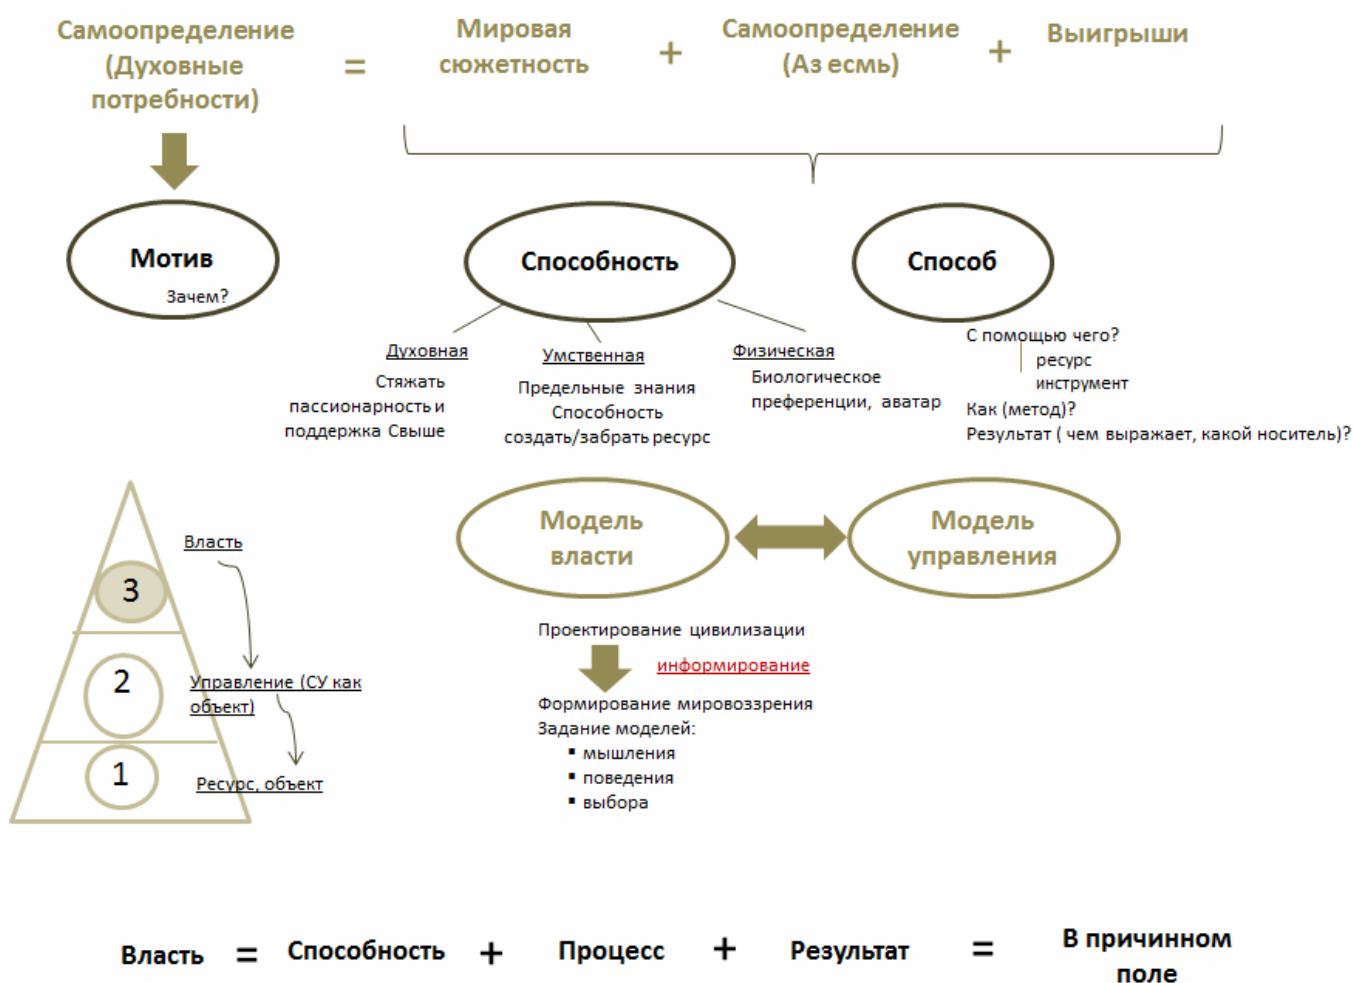 Самоопределение
(Духовные
потребности)
=
Мировая
сюжетность
+
Самоопределение
(Аз есмь)
+
Выигрыши
Мотив
Зачем?
Способность
Способ
Духовная
Стяжать
пассионарность и
поддержка Свыше
Умственная
Предельные знания
Способность
создать/забрать ресурс
Физическая
Биологическое
преференции, аватар
С помощью чего?
ресурс
инструмент
Как (метод)?
Результат ( чем выражает, какой носитель)?
3
2
1
Власть
Управление (СУ как
объект)
Ресурс, объект
Модель
власти
Модель
управления
Проектирование цивилизации
информирование
Формирование мировоззрения
Задание моделей:
▪ мышления
▪ поведения
▪ выбора
Власть = Способность + Процесс + Результат = В причинном
поле